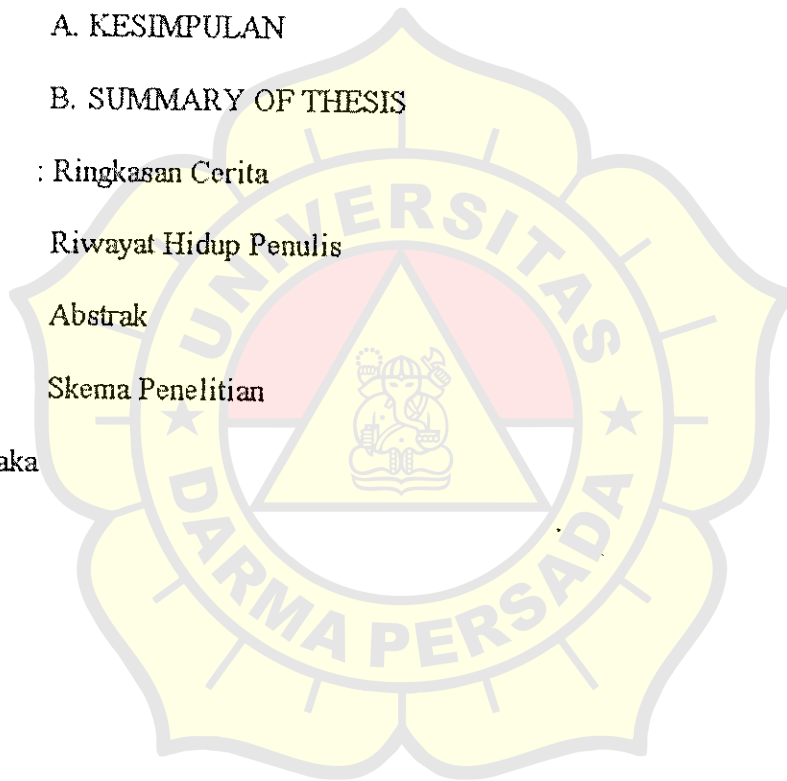 A. KESIMPULAN
B. SUMMARY OF THESIS
: Ringkasan Cerita
Riwayat Hidup Penulis
Abstrak
Skema Penelitian
aka
UNIVERSITAS
DARMA PERSADA